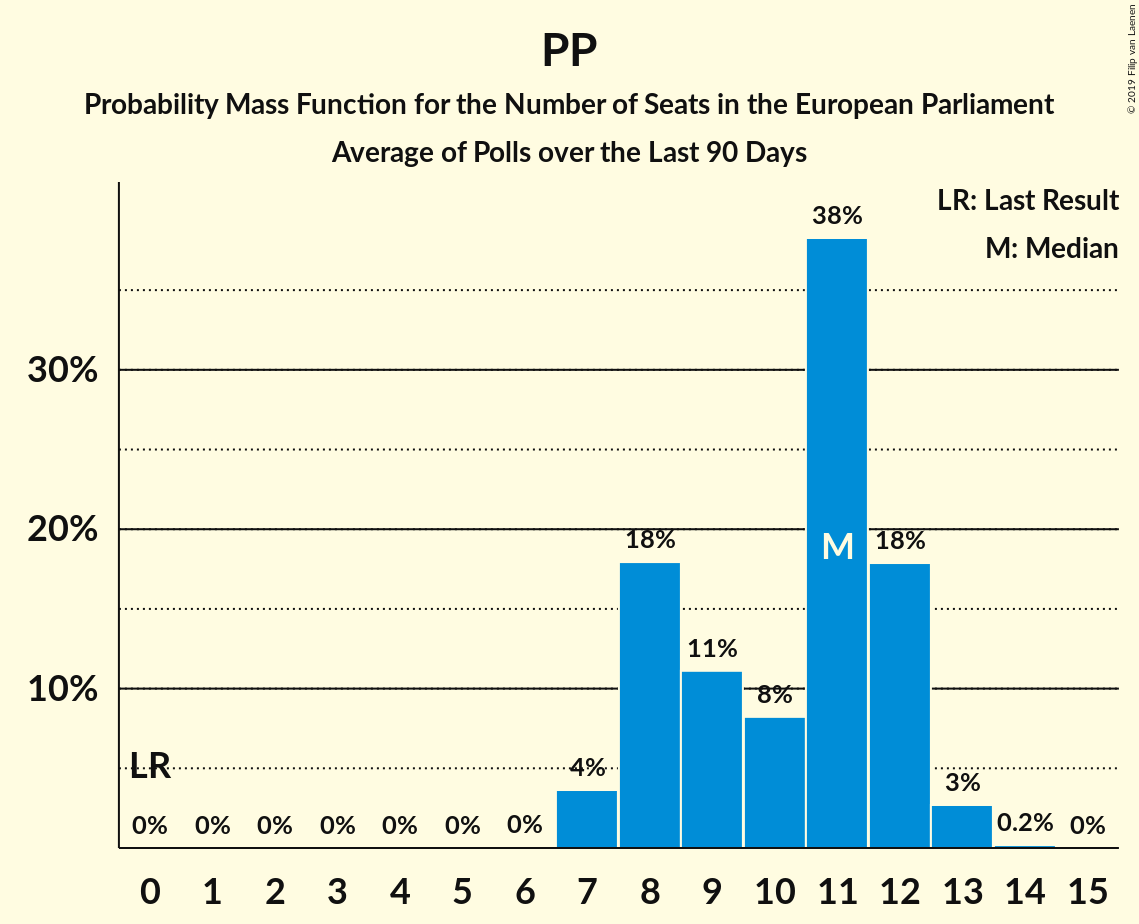 PP
Probability Mass Function for the Number of Seats in the European Parliament
Average of Polls over the Last 90 Days
© 2019 Filip van Laenen
LR: Last Result
M: Median
38%
30%
20%
18%
M
18%
11%
10%
8%
LR
4%
3%
0% 0% 0% 0% 0% 0% 0% 0.2% 0%
0 1 2 3 4 5 6 7 8 9 10 11 12 13 14 15